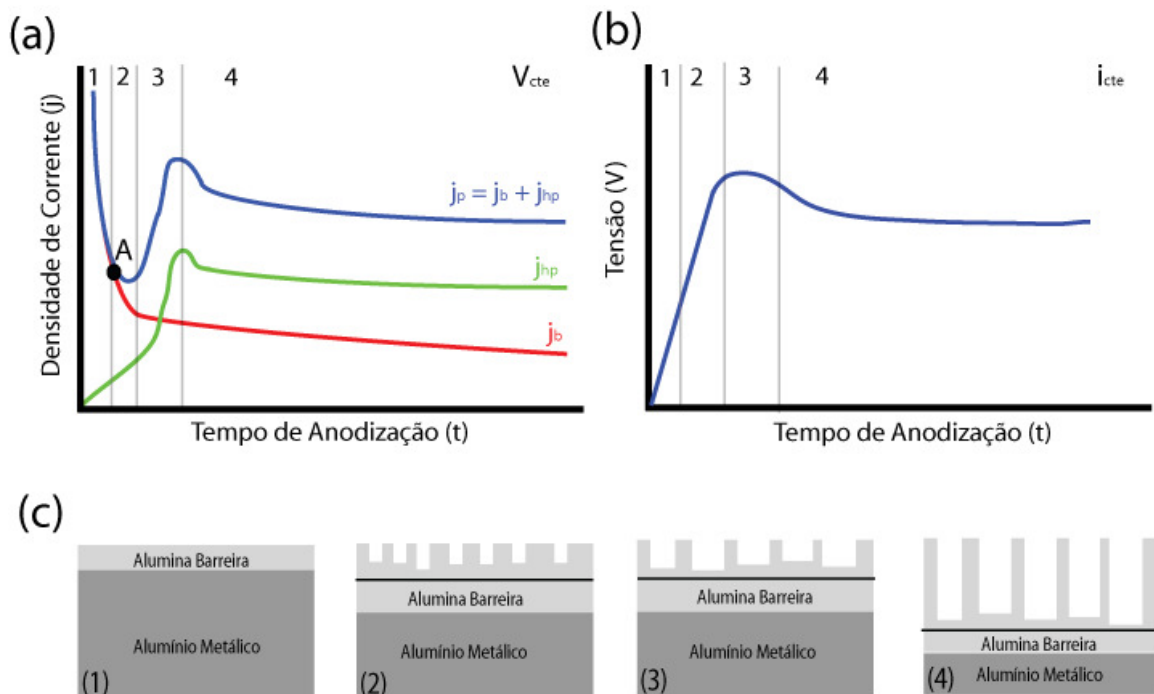 (a)
Densidade de Corrente (j)
1 2 3 4 Vcte
A
jp = jb + jhp
jhp
jb
Tempo de Anodização (t)
(b)
Tensão (V)
1 2 3 4 icte
Tempo de Anodização (t)
(c)
Alumina Barreira
Alumínio Metálico
(1)
Alumina Barreira
Alumínio Metálico
(2)
Alumina Barreira
Alumínio Metálico
(3)
Alumina Barreira
Alumínio Metálico
(4)